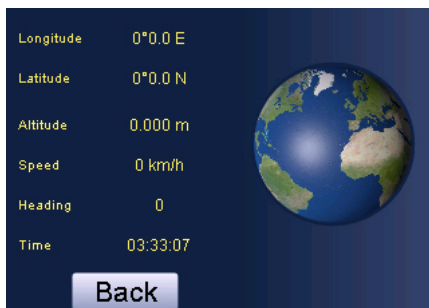 Longitude 0°0.0 E
Latitude 0°0.0 N
Altitude 0.000 m
Speed 0 km/h
Heading 0
Time 03:33:07
Back